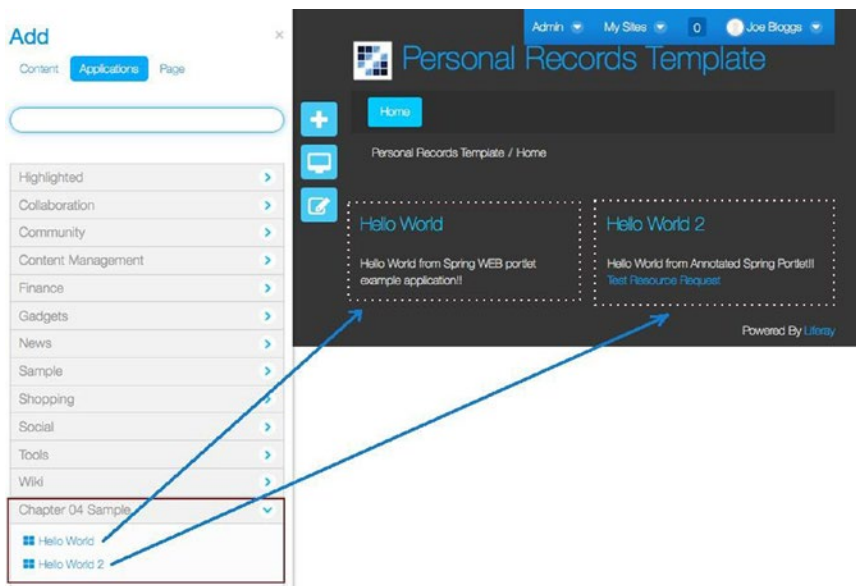 Add
×
Content Applications Page
Highlighted
Collaboration
Community
Content Management
Finance
Gadgets
News
Sample
Shopping
Social
Tools
Wiki
Chapter 04 Sample
Hello World
Hello World 2
Admin My Sites 0 Joe Bloggs
Personal Records Template
Home
Personal Records Template / Home
Hello World
Hello World from Spring WEB portlet
example application!!
Hello World 2
Hello World from Annotated Spring Portlet!!
Test Resource Request
Powered By Liferay